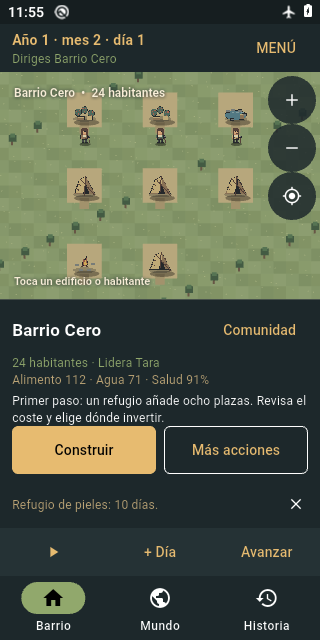 11:55
Año 1 · mes 2 · día 1
Diriges Barrio Cero
MENÚ
Barrio Cero • 24 habitantes
Toca un edificio o habitante
Barrio Cero
Comunidad
24 habitantes · Lidera Tara
Alimento 112 · Agua 71 · Salud 91%
Primer paso: un refugio añade ocho plazas. Revisa el
coste y elige dónde invertir.
Construir
Más acciones
Refugio de pieles: 10 días.
+ Día
Avanzar
Barrio
Mundo
Historia